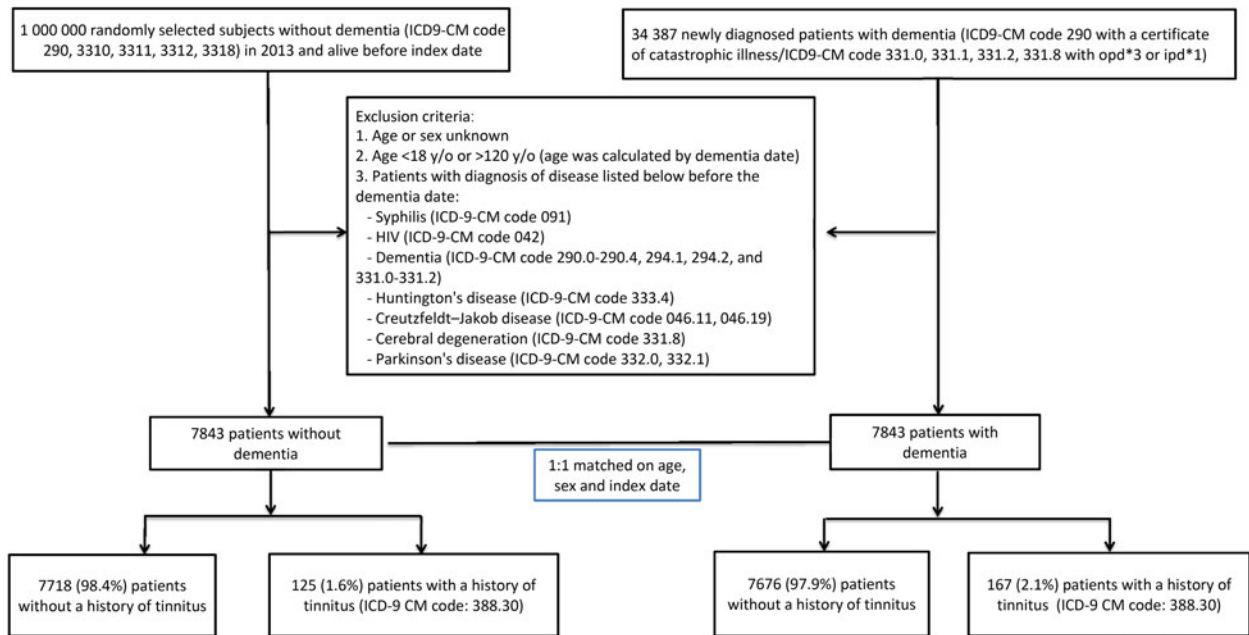 1 000 000 randomly selected subjects without dementia (ICD9-CM code
290, 3310, 3311, 3312, 3318) in 2013 and alive before index date
34 387 newly diagnosed patients with dementia (ICD9-CM code 290 with a certificate
of catastrophic illness/ICD9-CM code 331.0, 331.1, 331.2, 331.8 with opd*3 or ipd*1)
Exclusion criteria:
1. Age or sex unknown
2. Age <18 y/o or >120 y/o (age was calculated by dementia date)
3. Patients with diagnosis of disease listed below before the
dementia date:
- Syphilis (ICD-9-CM code 091)
- HIV (ICD-9-CM code 042)
- Dementia (ICD-9-CM code 290.0-290.4, 294.1, 294.2, and
331.0-331.2)
- Huntington's disease (ICD-9-CM code 333.4)
- Creutzfeldt–Jakob disease (ICD-9-CM code 046.11, 046.19)
- Cerebral degeneration (ICD-9-CM code 331.8)
- Parkinson's disease (ICD-9-CM code 332.0, 332.1)
7843 patients without
dementia
7843 patients with
dementia
1:1 matched on age,
sex and index date
7718 (98.4%) patients
without a history of tinnitus
125 (1.6%) patients with a history of
tinnitus (ICD-9 CM code: 388.30)
7676 (97.9%) patients
without a history of tinnitus
167 (2.1%) patients with a history of
tinnitus (ICD-9 CM code: 388.30)